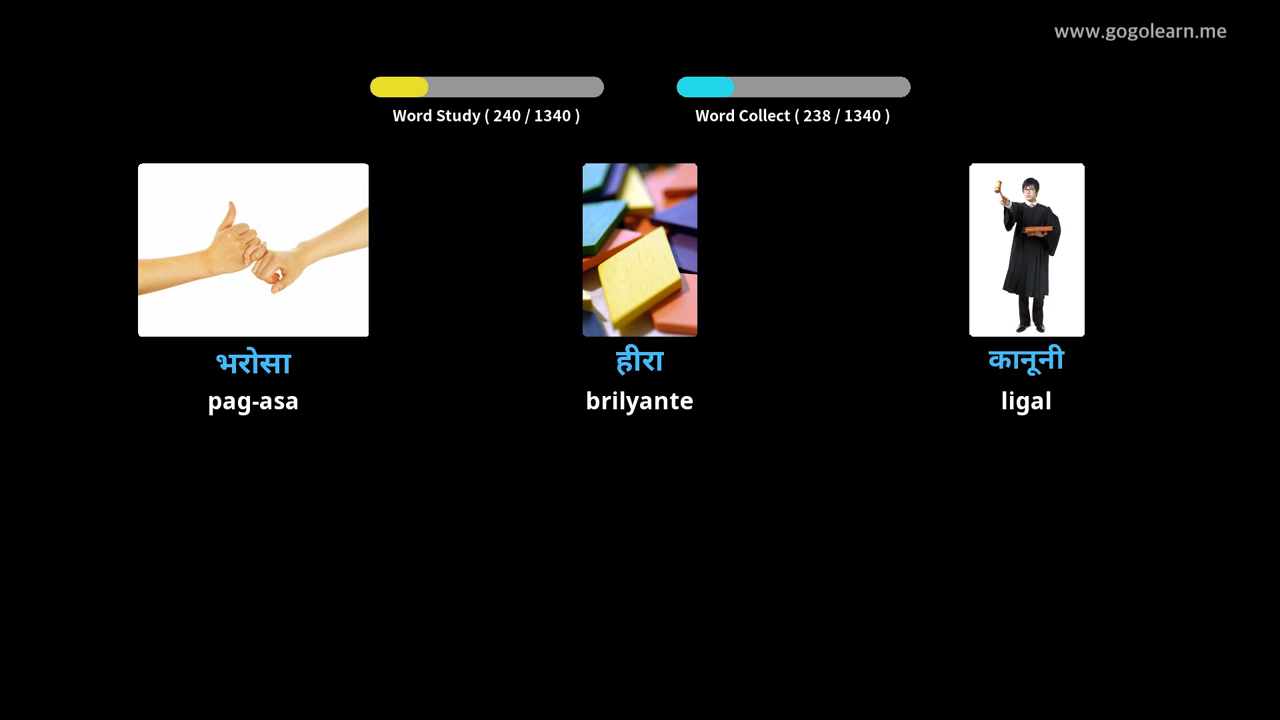 www.gogolearn.me
Word Study ( 240 / 1340 )
Word Collect ( 238 / 1340 )
भरोसा
pag-asa
हीरा
brilyante
कानूनी
ligal